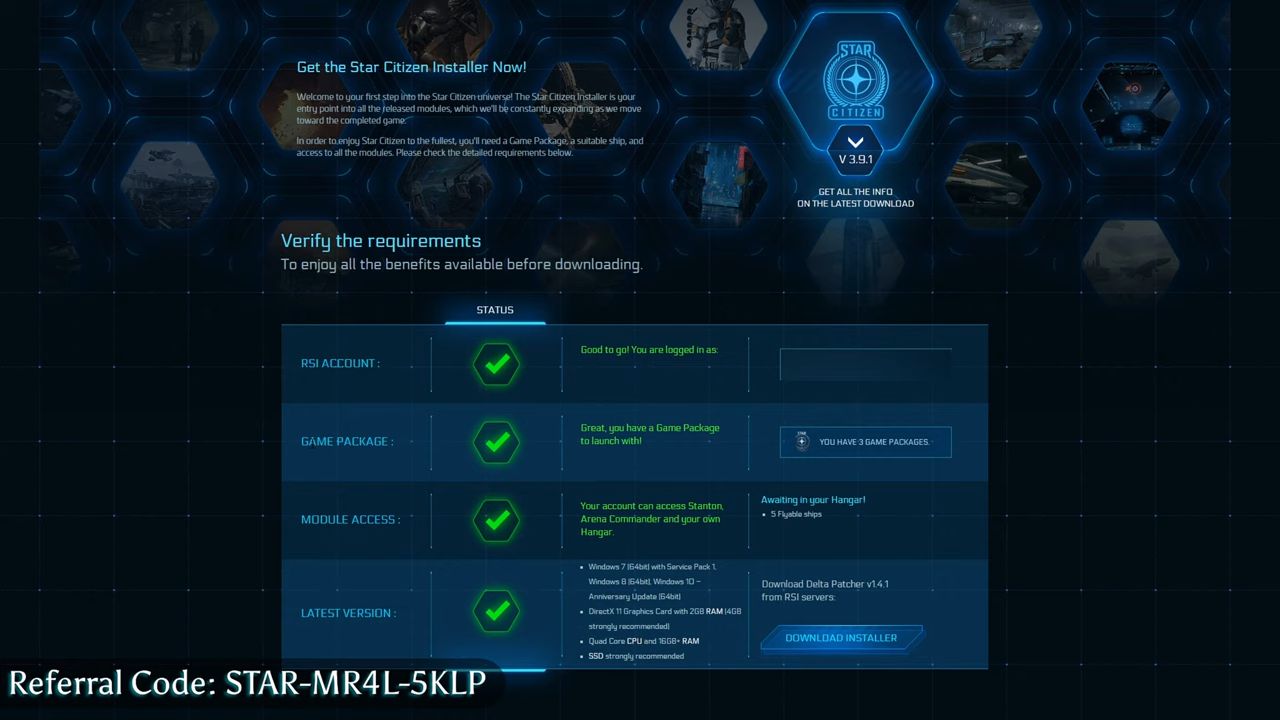 Get the Star Citizen Installer Now!
Welcome to your first step into the Star Citizen universe! The Star Citizen Installer is your
entry point into all the released modules, which we'll be constantly expanding as we move
toward the completed game.
In order to enjoy Star Citizen to the fullest, you'll need a Game Package, a suitable ship, and
access to all the modules. Please check the detailed requirements below.
STAR
CITIZEN
V 3.9.1
GET ALL THE INFO
ON THE LATEST DOWNLOAD
Verify the requirements
To enjoy all the benefits available before downloading.
STATUS
RSI ACCOUNT :
Good to go! You are logged in as:
GAME PACKAGE :
Great, you have a Game Package
to launch with!
YOU HAVE 3 GAME PACKAGES.
MODULE ACCESS :
Your account can access Stanton,
Arena Commander and your own
Hangar.
Awaiting in your Hangar!
• 5 Flyable ships
LATEST VERSION :
• Windows 7 (64bit) with Service Pack 1,
Windows 8 (64bit), Windows 10 –
Anniversary Update (64bit)
• DirectX 11 Graphics Card with 2GB RAM (4GB
strongly recommended)
• Quad Core CPU and 16GB+ RAM
• SSD strongly recommended
Download Delta Patcher v1.4.1
from RSI servers:
DOWNLOAD INSTALLER
Referral Code: STAR-MR4L-5KLP